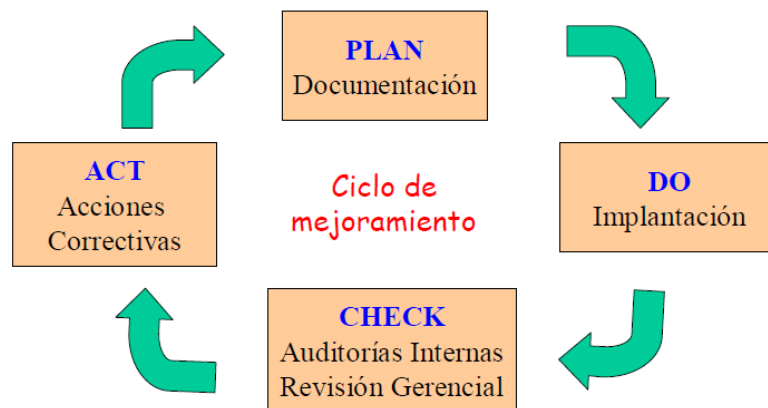 PLAN
Documentación
ACT
Acciones
Correctivas
Ciclo de
mejoramiento
DO
Implantación
CHECK
Auditorías Internas
Revisión Gerencial